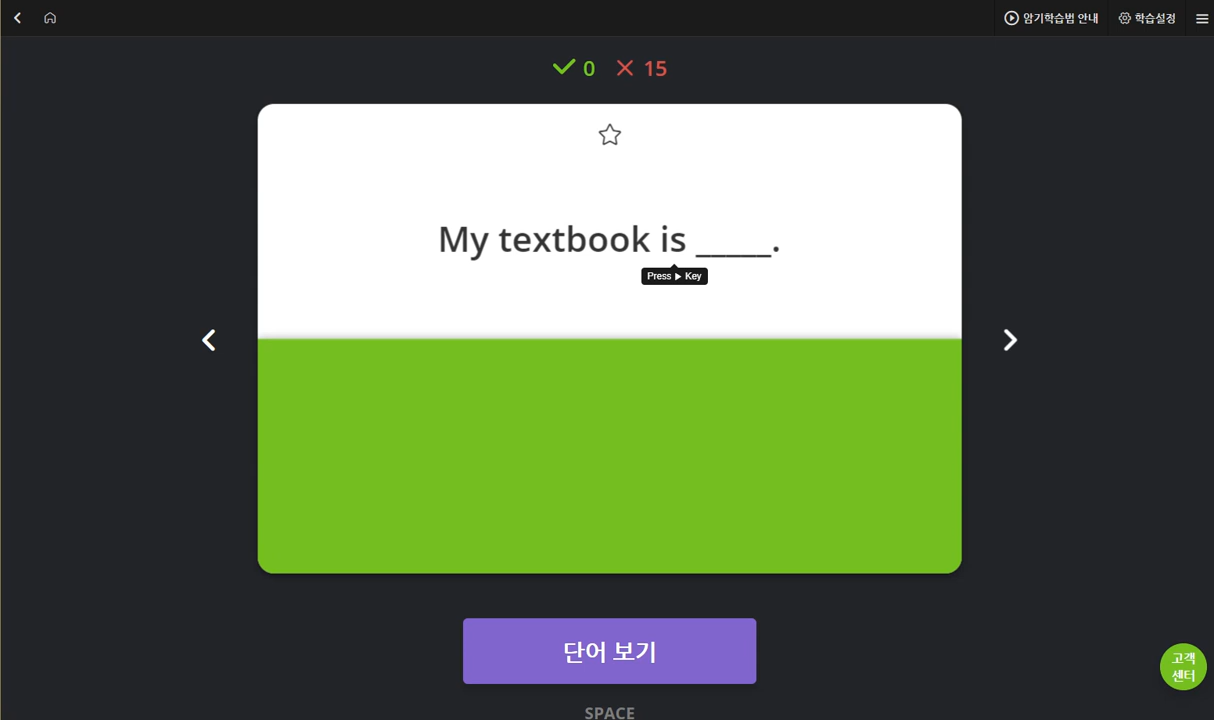 암기학습법 안내
학습설정
0 15
My textbook is _____.
Press ▶ Key
단어 보기
SPACE
고객
센터